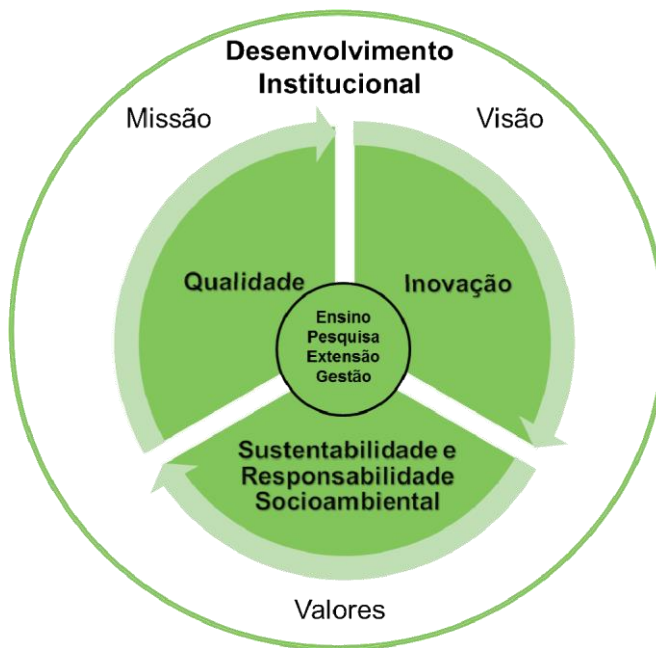 Desenvolvimento
Institucional
Missão
Visão
Qualidade
Inovação
Ensino
Pesquisa
Extensão
Gestão
Sustentabilidade e
Responsabilidade
Socioambiental
Valores